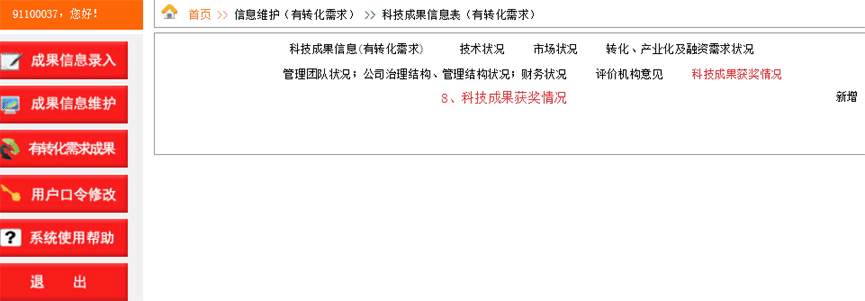 91100037，您好！
首页 >> 信息维护（有转化需求） >> 科技成果信息表（有转化需求）
成果信息录入
成果信息维护
有转化需求成果
用户口令修改
系统使用帮助
退 出
科技成果信息(有转化需求) 技术状况 市场状况 转化、产业化及融资需求状况
管理团队状况；公司治理结构、管理结构状况；财务状况 评价机构意见 科技成果获奖情况
8、科技成果获奖情况
新增